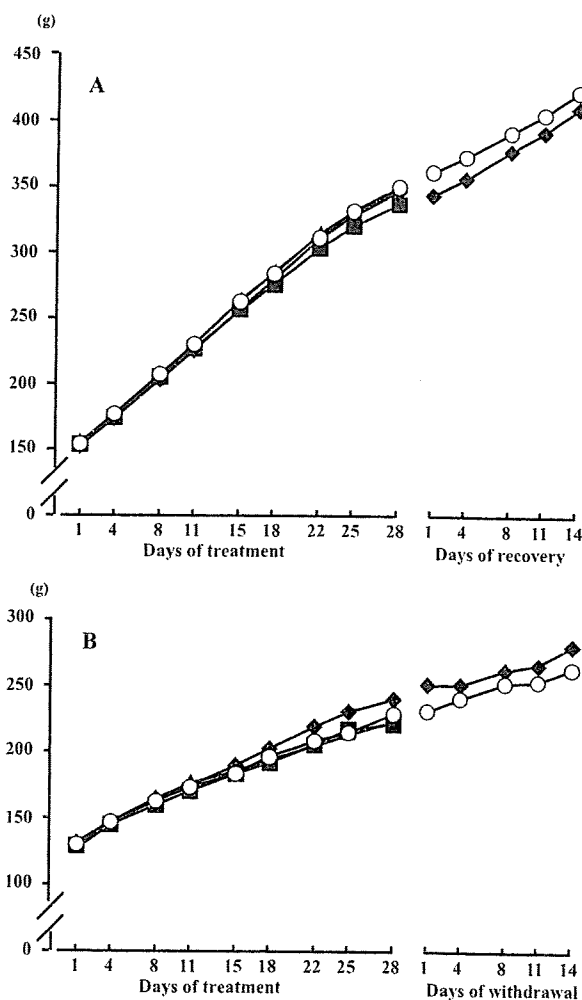 (g)
450
A
400
350
300
250
200
150
0
1 4 8 11 15 18 22 25 28 1 4 8 11 14
Days of treatment Days of recovery
(g)
300
B
250
200
150
100
0
1 4 8 11 15 18 22 25 28 1 4 8 11 14
Days of treatment Days of withdrawal